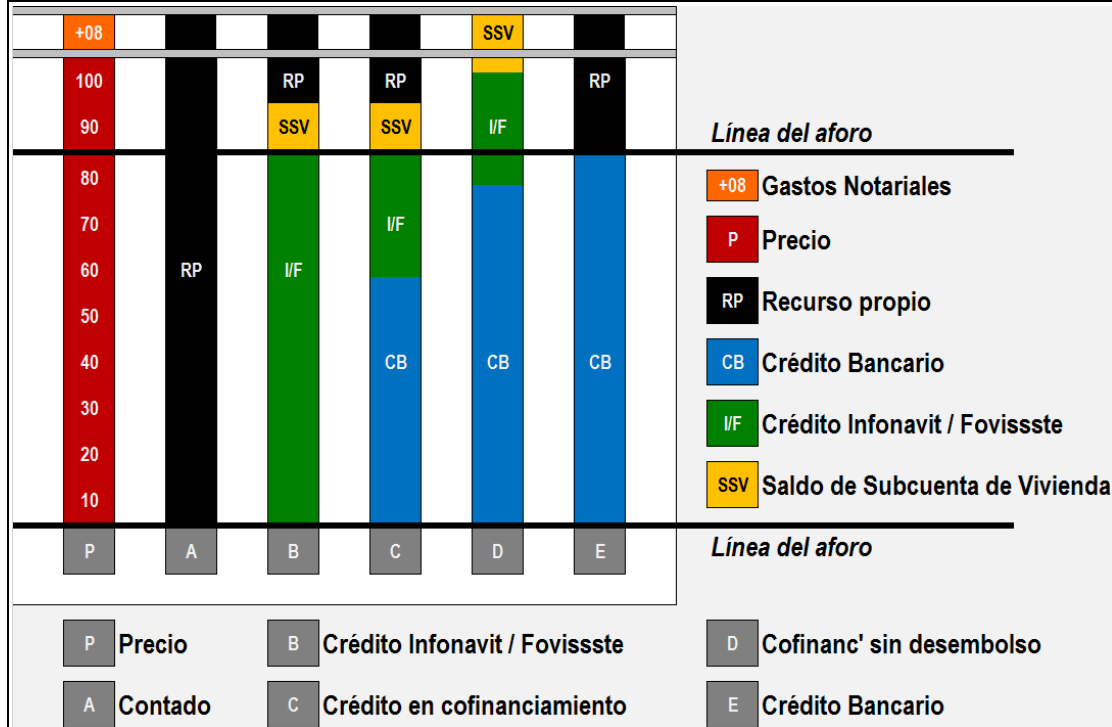 +08 SSV
100 RP RP RP
90 SSV SSV I/F
Línea del aforo
80
+08 Gastos Notariales
70 I/F
P Precio
60 RP I/F
RP Recurso propio
50
40 CB CB CB
CB Crédito Bancario
30
I/F Crédito Infonavit / Fovissste
20
SSV Saldo de Subcuenta de Vivienda
10
P A B C D E
Línea del aforo
P Precio B Crédito Infonavit / Fovissste D Cofinanc' sin desembolso
A Contado C Crédito en cofinanciamiento E Crédito Bancario